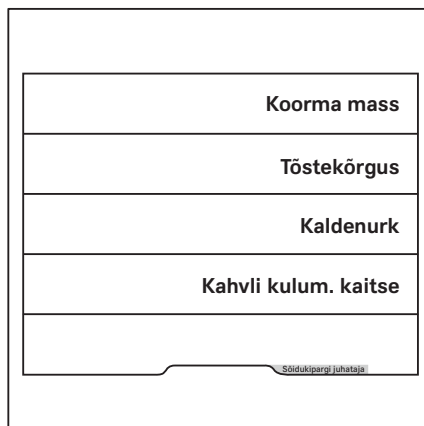 Koorma mass
Tõstekõrgus
Kaldenurk
Kahvli kulum. kaitse
Sõidukipargi juhataja